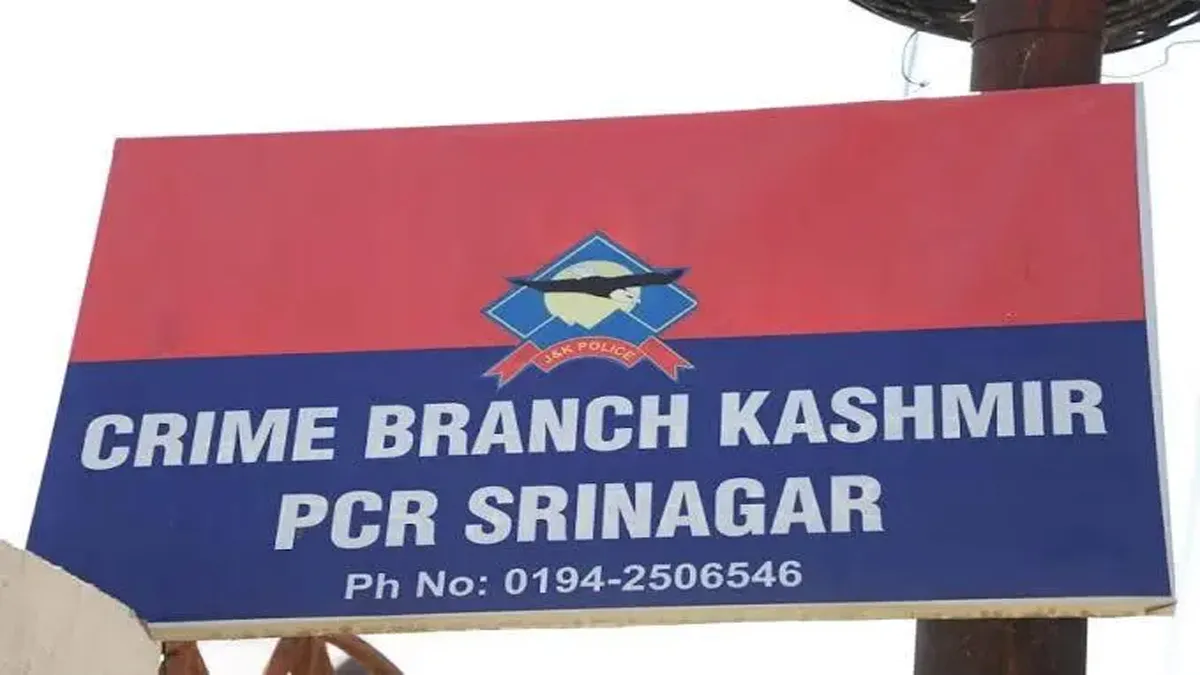 J&K POLICE
CRIME BRANCH KASHMIR
PCR SRINAGAR
Ph No: 0194-2506546